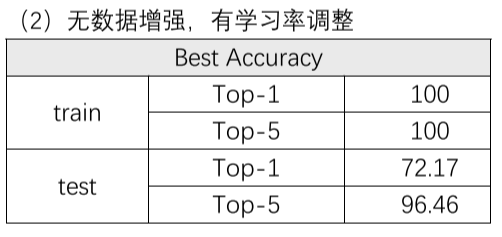 （2）无数据增强，有学习率调整
Best Accuracy
train Top-1 100
Top-5 100
test Top-1 72.17
Top-5 96.46